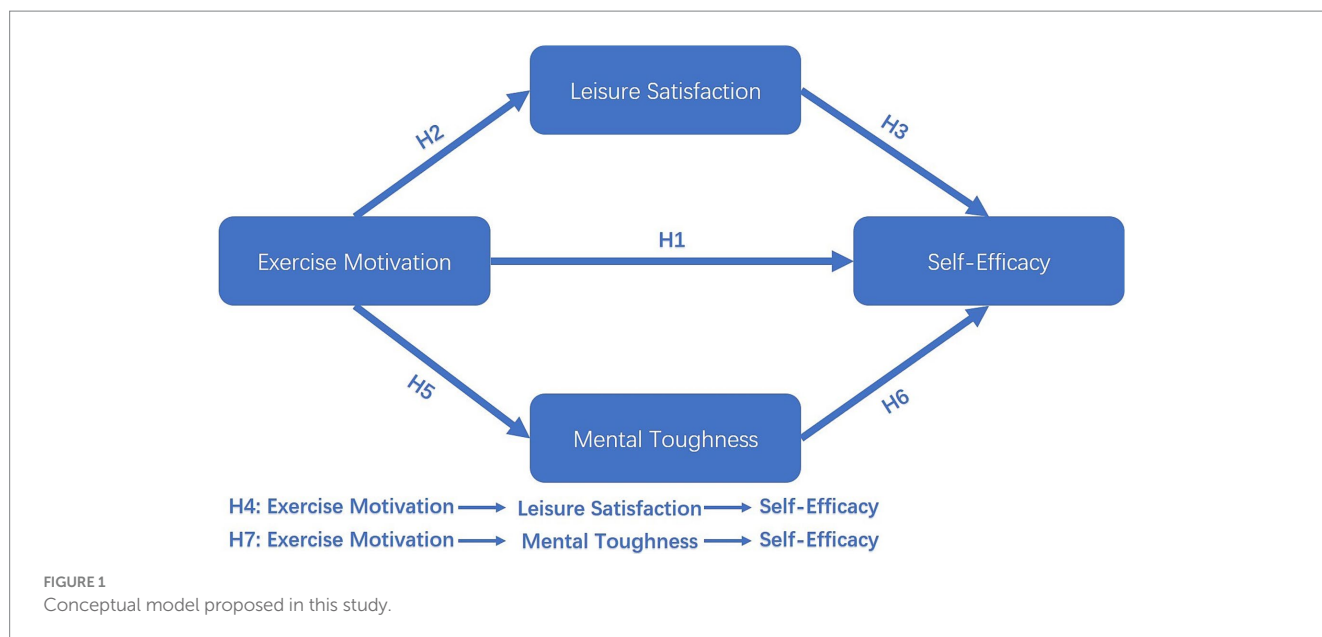 Leisure Satisfaction
H2
H3
Exercise Motivation
H1
Self-Efficacy
H5
H6
Mental Toughness
H4: Exercise Motivation → Leisure Satisfaction → Self-Efficacy
H7: Exercise Motivation → Mental Toughness → Self-Efficacy
FIGURE 1
Conceptual model proposed in this study.